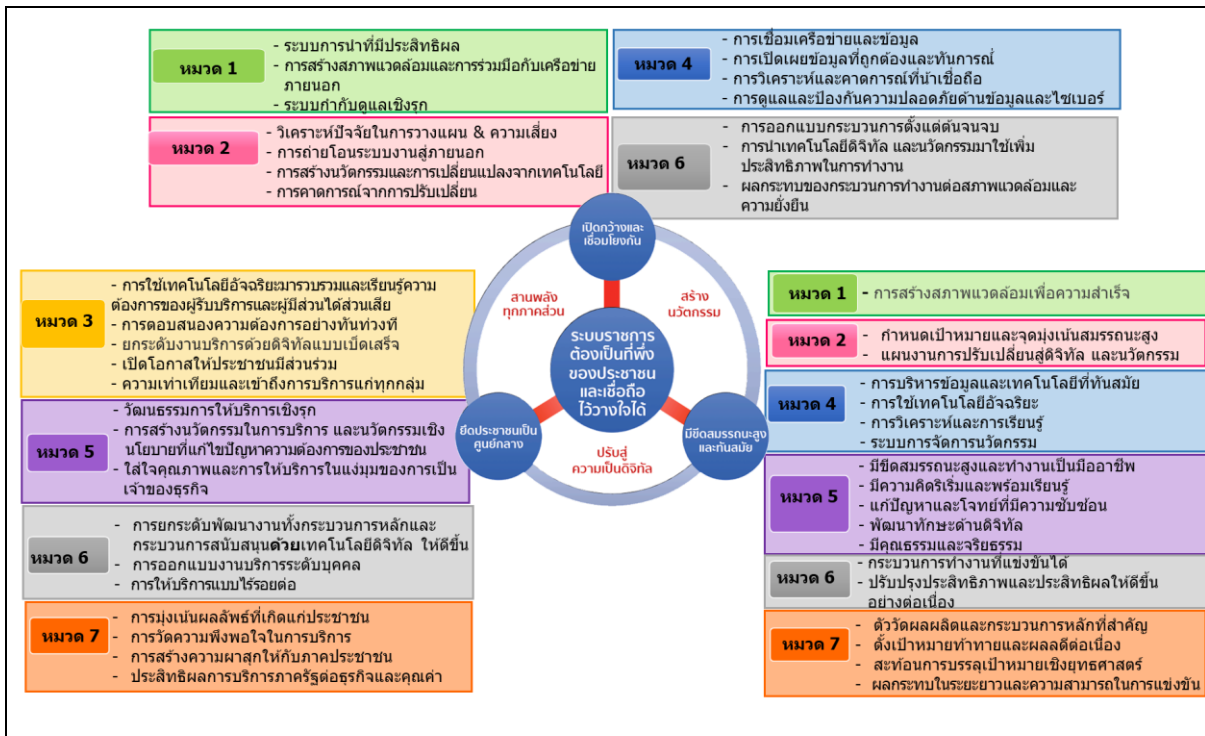 หมวด 1
- ระบบการนำที่มีประสิทธิผล
- การสร้างสภาพแวดล้อมและการร่วมมือกับเครือข่าย
ภายนอก
- ระบบกำกับดูแลเชิงรุก
หมวด 2
- วิเคราะห์ปัจจัยในการวางแผน & ความเสี่ยง
- การถ่ายโอนระบบงานสู่ภายนอก
- การสร้างนวัตกรรมและการเปลี่ยนแปลงจากเทคโนโลยี
- การคาดการณ์จากการปรับเปลี่ยน
หมวด 4
- การเชื่อมเครือข่ายและข้อมูล
- การเปิดเผยข้อมูลที่ถูกต้องและทันการณ์
- การวิเคราะห์และคาดการณ์ที่น่าเชื่อถือ
- การดูแลและป้องกันความปลอดภัยด้านข้อมูลและไซเบอร์
หมวด 6
- การออกแบบกระบวนการตั้งแต่ต้นจนจบ
- การนำเทคโนโลยีดิจิทัล และนวัตกรรมมาใช้เพิ่ม
ประสิทธิภาพในการทำงาน
- ผลกระทบของกระบวนการทำงานต่อสภาพแวดล้อมและ
ความยั่งยืน
เปิดกว้างและ
เชื่อมโยงกัน
สานพลัง
ทุกภาคส่วน
สร้าง
นวัตกรรม
ระบบราชการ
ต้องเป็นที่พึ่ง
ของประชาชน
และเชื่อถือ
ไว้วางใจได้
ยึดประชาชนเป็น
ศูนย์กลาง
มีขีดสมรรถนะสูง
และทันสมัย
ปรับสู่
ความเป็นดิจิทัล
หมวด 3
- การใช้เทคโนโลยีอัจฉริยะมารวบรวมและเรียนรู้ความ
ต้องการของผู้รับบริการและผู้มีส่วนได้ส่วนเสีย
- การตอบสนองความต้องการอย่างทันท่วงที
- ยกระดับงานบริการด้วยดิจิทัลแบบเบ็ดเสร็จ
- เปิดโอกาสให้ประชาชนมีส่วนร่วม
- ความเท่าเทียมและเข้าถึงการบริการแก่ทุกกลุ่ม
หมวด 5
- วัฒนธรรมการให้บริการเชิงรุก
- การสร้างนวัตกรรมในการบริการ และนวัตกรรมเชิง
นโยบายที่แก้ไขปัญหาความต้องการของประชาชน
- ใส่ใจคุณภาพและการให้บริการในแง่มุมของการเป็น
เจ้าของธุรกิจ
หมวด 6
- การยกระดับพัฒนางานทั้งกระบวนการหลักและ
กระบวนการสนับสนุนด้วยเทคโนโลยีดิจิทัล ให้ดีขึ้น
- การออกแบบงานบริการระดับบุคคล
- การให้บริการแบบไร้รอยต่อ
หมวด 7
- การมุ่งเน้นผลลัพธ์ที่เกิดแก่ประชาชน
- การวัดความพึงพอใจในการบริการ
- การสร้างความผาสุกให้กับภาคประชาชน
- ประสิทธิผลการบริการภาครัฐต่อธุรกิจและคุณค่า
หมวด 1
- การสร้างสภาพแวดล้อมเพื่อความสำเร็จ
หมวด 2
- กำหนดเป้าหมายและจุดมุ่งเน้นสมรรถนะสูง
- แผนงานการปรับเปลี่ยนสู่ดิจิทัล และนวัตกรรม
หมวด 4
- การบริหารข้อมูลและเทคโนโลยีที่ทันสมัย
- การใช้เทคโนโลยีอัจฉริยะ
- การวิเคราะห์และการเรียนรู้
- ระบบการจัดการนวัตกรรม
หมวด 5
- มีขีดสมรรถนะสูงและทำงานเป็นมืออาชีพ
- มีความคิดริเริ่มและพร้อมเรียนรู้
- แก้ปัญหาและโจทย์ที่มีความซับซ้อน
- พัฒนาทักษะด้านดิจิทัล
- มีคุณธรรมและจริยธรรม
หมวด 6
- กระบวนการทำงานที่แข่งขันได้
- ปรับปรุงประสิทธิภาพและประสิทธิผลให้ดีขึ้น
อย่างต่อเนื่อง
หมวด 7
- ตัววัดผลผลิตและกระบวนการหลักที่สำคัญ
- ตั้งเป้าหมายท้าทายและผลลดีต่อเนื่อง
- สะท้อนการบรรลุเป้าหมายเชิงยุทธศาสตร์
- ผลกระทบในระยะยาวและความสามารถในการแข่งขัน